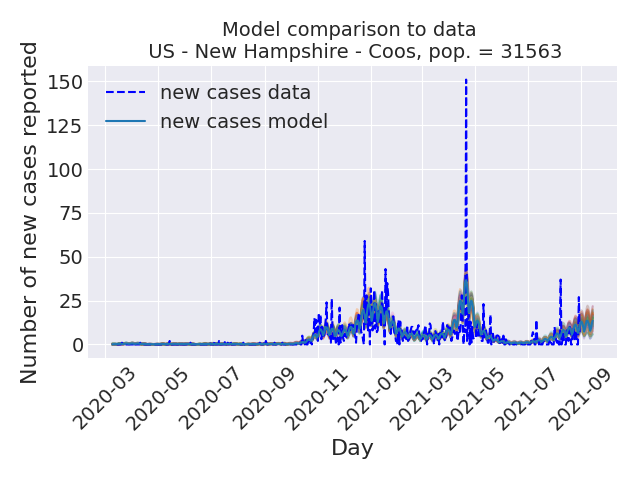 Model comparison to data
US - New Hampshire - Coos, pop. = 31563
Number of new cases reported
150
125
100
75
50
25
0
new cases data
new cases model
2020-03
2020-05
2020-07
2020-09
2020-11
2021-01
2021-03
2021-05
2021-07
2021-09
Day